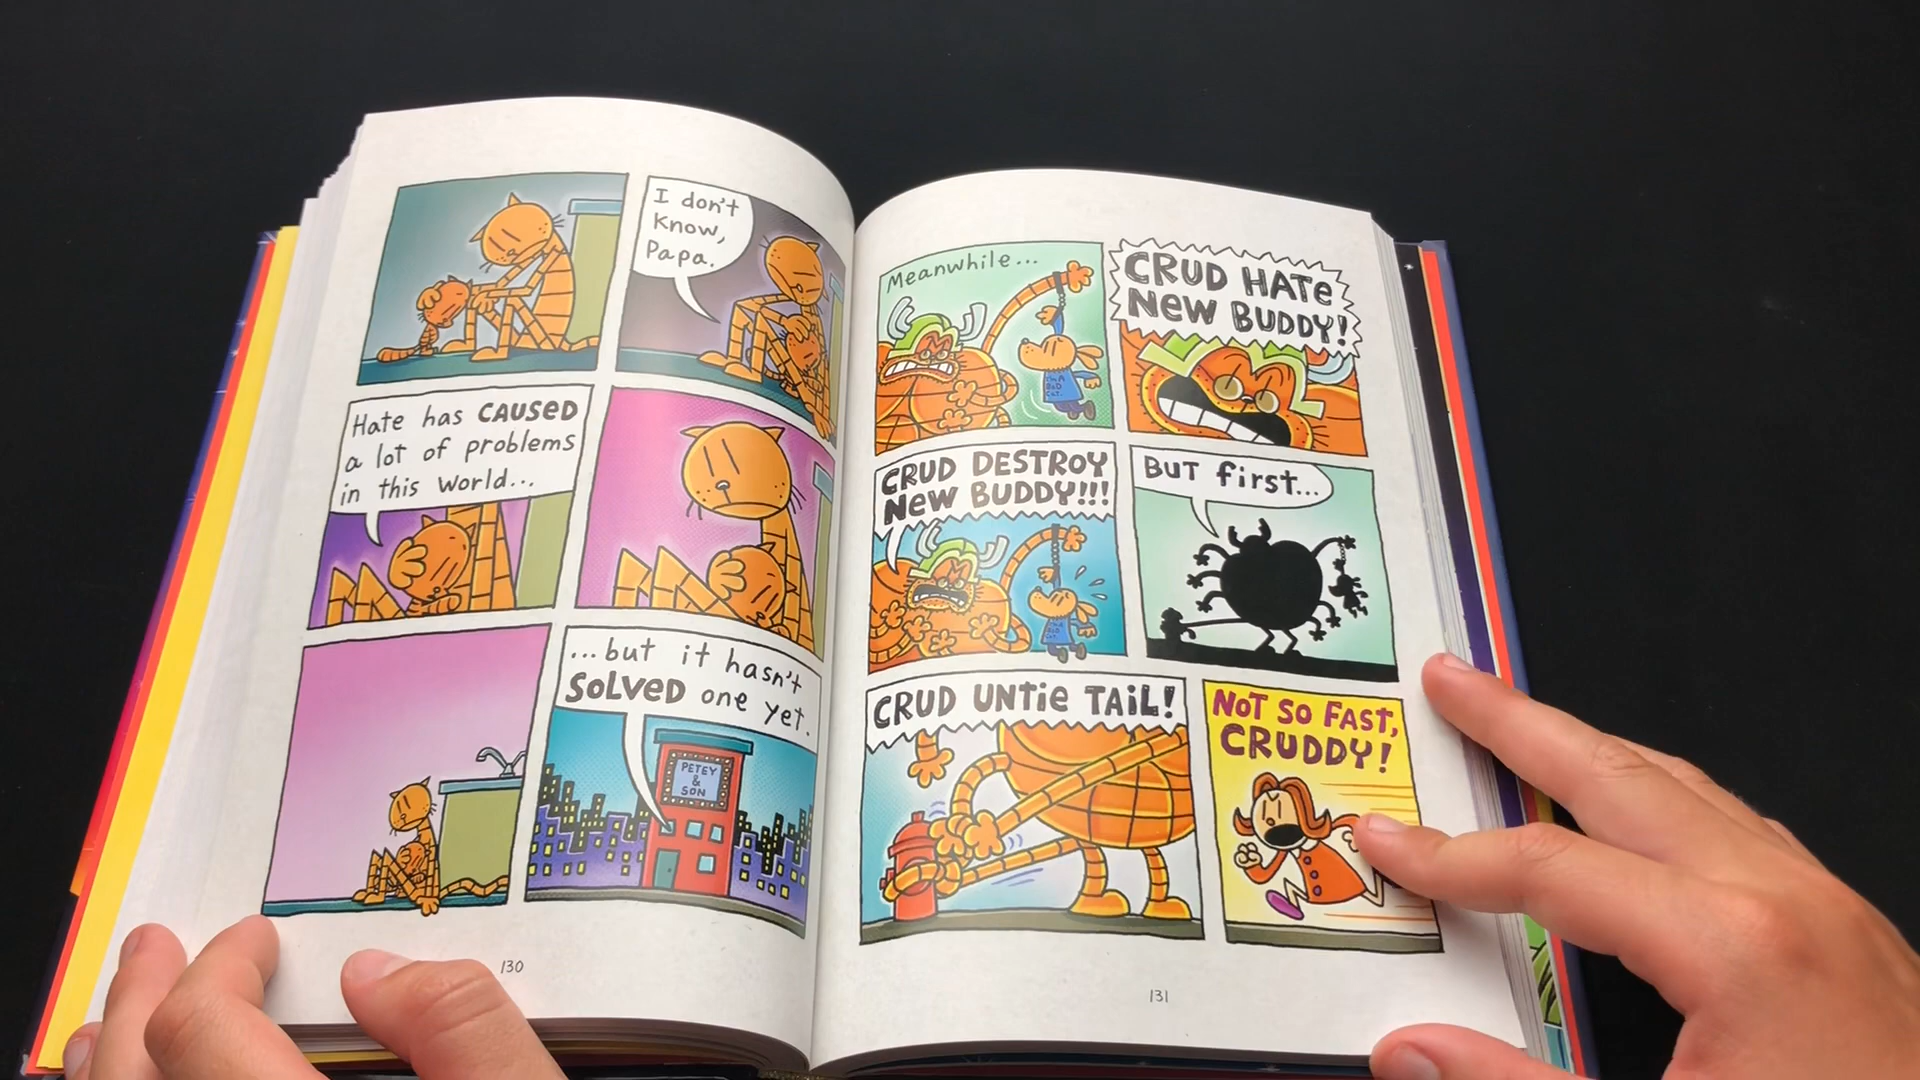 I don't
know,
Papa.
Hate has CAUSED
a lot of problems
in this world...
...but it hasn't
SOLVED one yet.
PETEY
&
SON
130
Meanwhile...
I'M A
BAD
CAT.
CRUD HATE
NEW BUDDY!
CRUD DESTROY
NEW BUDDY!!!
BUT first...
CRUD UNTIE TAIL!
NOT SO FAST,
CRUDDY!
131